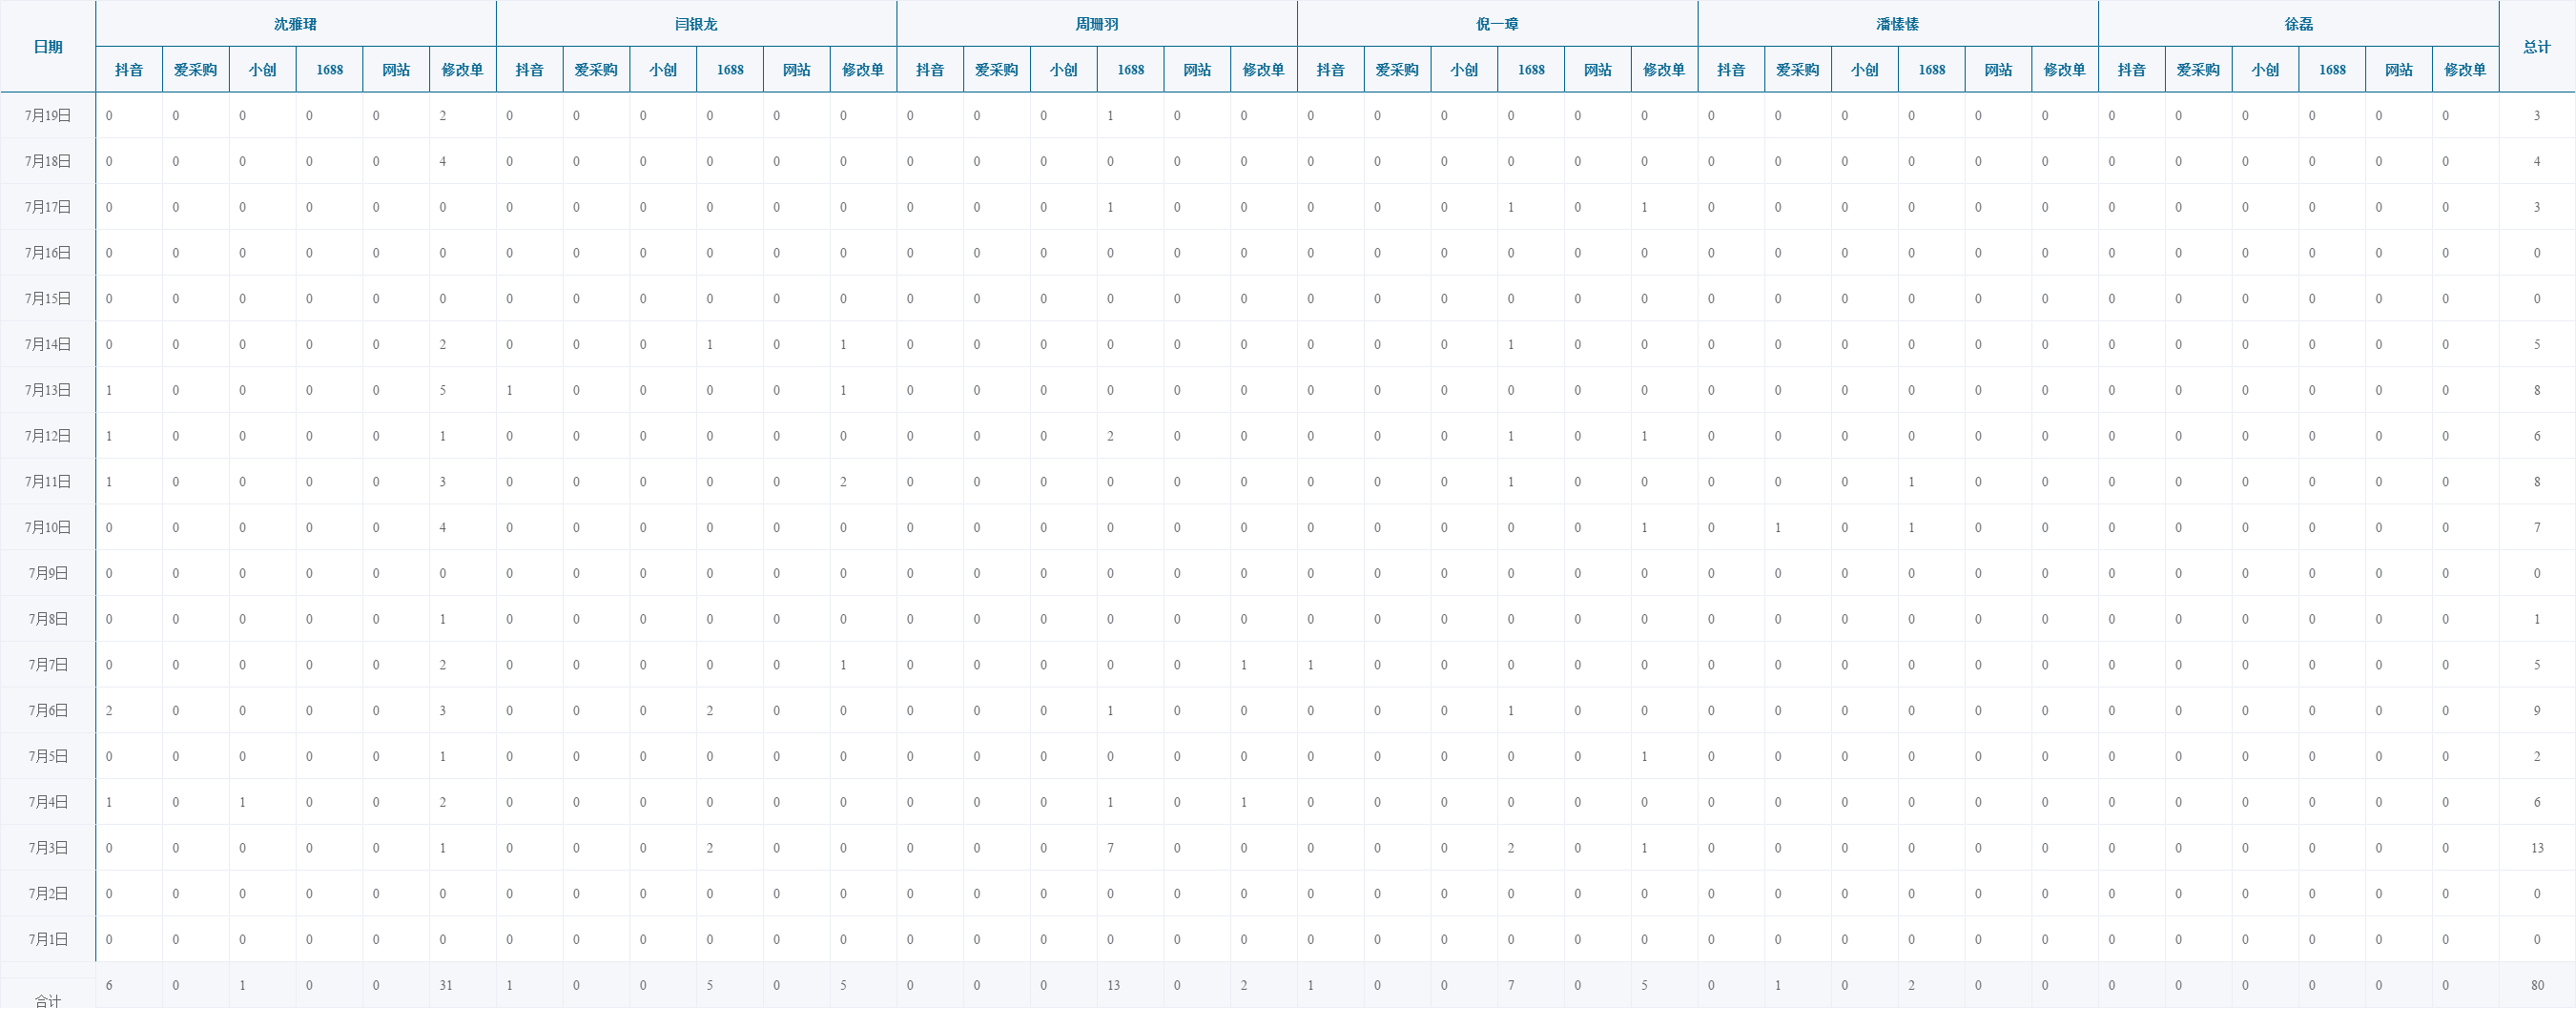 日期 沈雅珺 闫银龙 周珊羽 倪一璋 潘愫愫 徐磊 总计
抖音 爱采购 小创 1688 网站 修改单 抖音 爱采购 小创 1688 网站 修改单 抖音 爱采购 小创 1688 网站 修改单 抖音 爱采购 小创 1688 网站 修改单 抖音 爱采购 小创 1688 网站 修改单 抖音 爱采购 小创 1688 网站 修改单
7月19日 0 0 0 0 0 2 0 0 0 0 0 0 0 0 0 1 0 0 0 0 0 0 0 0 0 0 0 0 0 0 0 0 0 0 0 0 3
7月18日 0 0 0 0 0 4 0 0 0 0 0 0 0 0 0 0 0 0 0 0 0 0 0 0 0 0 0 0 0 0 0 0 0 0 0 0 4
7月17日 0 0 0 0 0 0 0 0 0 0 0 0 0 0 0 1 0 0 0 0 0 1 0 1 0 0 0 0 0 0 0 0 0 0 0 0 3
7月16日 0 0 0 0 0 0 0 0 0 0 0 0 0 0 0 0 0 0 0 0 0 0 0 0 0 0 0 0 0 0 0 0 0 0 0 0 0
7月15日 0 0 0 0 0 0 0 0 0 0 0 0 0 0 0 0 0 0 0 0 0 0 0 0 0 0 0 0 0 0 0 0 0 0 0 0 0
7月14日 0 0 0 0 0 2 0 0 0 1 0 1 0 0 0 0 0 0 0 0 0 1 0 0 0 0 0 0 0 0 0 0 0 0 0 0 5
7月13日 1 0 0 0 0 5 1 0 0 0 0 1 0 0 0 0 0 0 0 0 0 0 0 0 0 0 0 0 0 0 0 0 0 0 0 0 8
7月12日 1 0 0 0 0 1 0 0 0 0 0 0 0 0 0 2 0 0 0 0 0 1 0 1 0 0 0 0 0 0 0 0 0 0 0 0 6
7月11日 1 0 0 0 0 3 0 0 0 0 0 2 0 0 0 0 0 0 0 0 0 1 0 0 0 0 0 1 0 0 0 0 0 0 0 0 8
7月10日 0 0 0 0 0 4 0 0 0 0 0 0 0 0 0 0 0 0 0 0 0 0 0 1 0 1 0 1 0 0 0 0 0 0 0 0 7
7月9日 0 0 0 0 0 0 0 0 0 0 0 0 0 0 0 0 0 0 0 0 0 0 0 0 0 0 0 0 0 0 0 0 0 0 0 0 0
7月8日 0 0 0 0 0 1 0 0 0 0 0 0 0 0 0 0 0 0 0 0 0 0 0 0 0 0 0 0 0 0 0 0 0 0 0 0 1
7月7日 0 0 0 0 0 2 0 0 0 0 0 1 0 0 0 0 0 1 1 0 0 0 0 0 0 0 0 0 0 0 0 0 0 0 0 0 5
7月6日 2 0 0 0 0 3 0 0 0 2 0 0 0 0 0 1 0 0 0 0 0 1 0 0 0 0 0 0 0 0 0 0 0 0 0 0 9
7月5日 0 0 0 0 0 1 0 0 0 0 0 0 0 0 0 0 0 0 0 0 0 0 0 1 0 0 0 0 0 0 0 0 0 0 0 0 2
7月4日 1 0 1 0 0 2 0 0 0 0 0 0 0 0 0 1 0 1 0 0 0 0 0 0 0 0 0 0 0 0 0 0 0 0 0 0 6
7月3日 0 0 0 0 0 1 0 0 0 2 0 0 0 0 0 7 0 0 0 0 0 2 0 1 0 0 0 0 0 0 0 0 0 0 0 0 13
7月2日 0 0 0 0 0 0 0 0 0 0 0 0 0 0 0 0 0 0 0 0 0 0 0 0 0 0 0 0 0 0 0 0 0 0 0 0 0
7月1日 0 0 0 0 0 0 0 0 0 0 0 0 0 0 0 0 0 0 0 0 0 0 0 0 0 0 0 0 0 0 0 0 0 0 0 0 0
合计 6 0 1 0 0 31 1 0 0 5 0 5 0 0 0 13 0 2 1 0 0 7 0 5 0 1 0 2 0 0 0 0 0 0 0 0 80